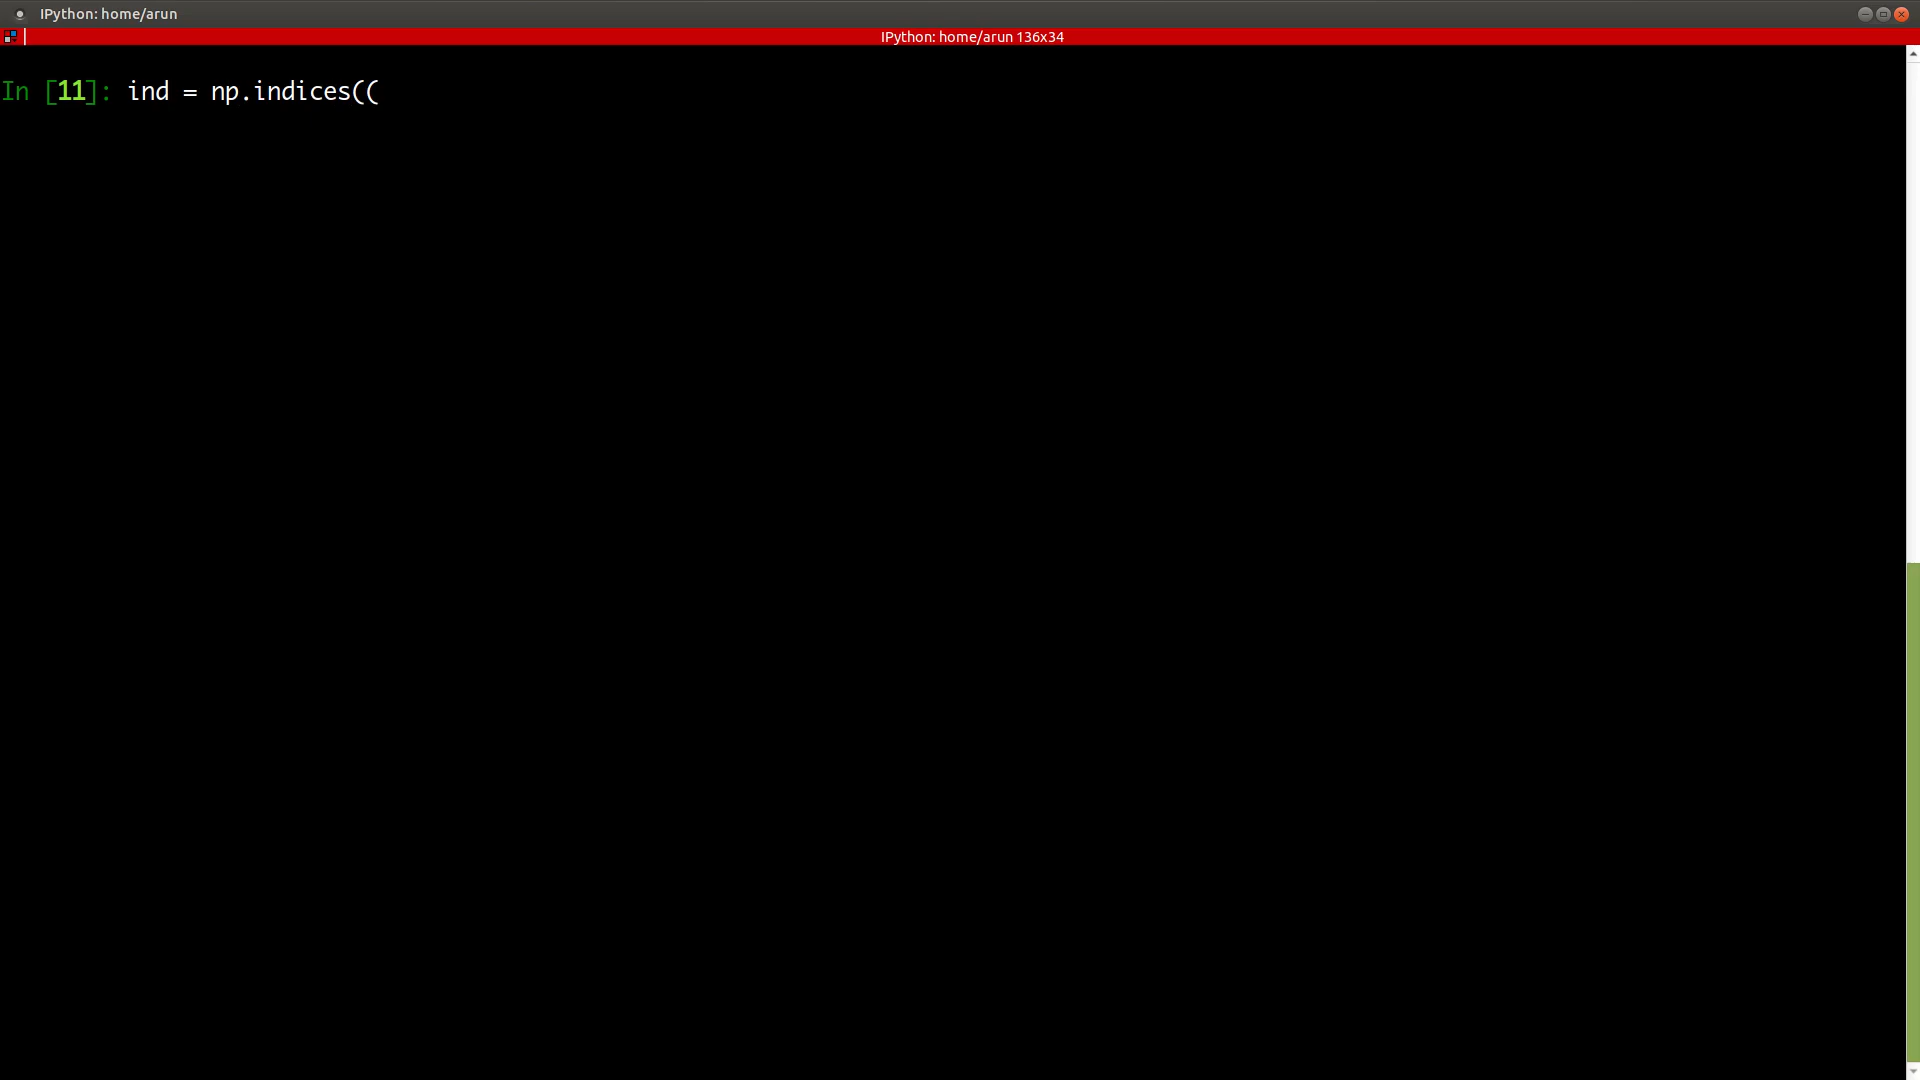 IPython: home/arun
IPython: home/arun 136x34
In [11]: ind = np.indices((